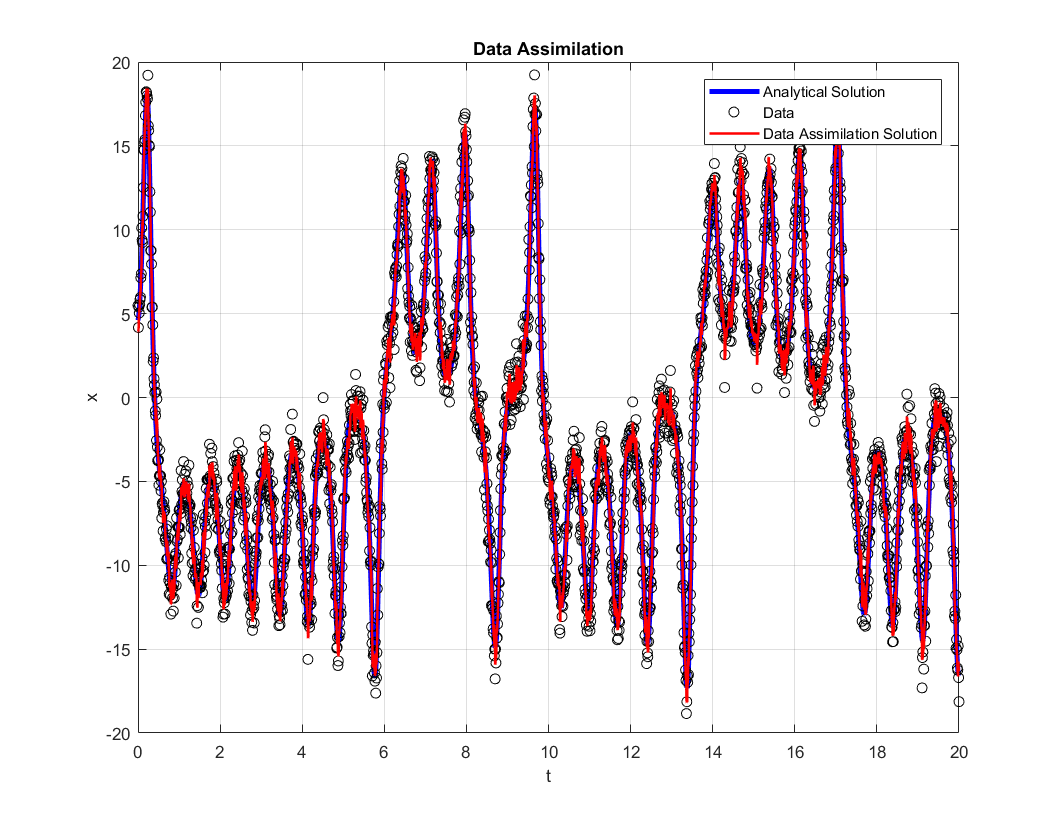 Data Assimilation
20
15
10
5
0
-5
-10
-15
-20
x
Analytical Solution
Data
Data Assimilation Solution
0 2 4 6 8 10 12 14 16 18 20
t